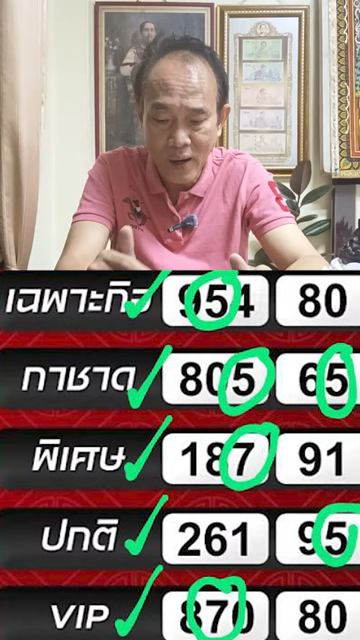 เฉพาะกิจ 954 80
กาชาด 805 65
พิเศษ 187 91
ปกติ 261 95
VIP 870 80